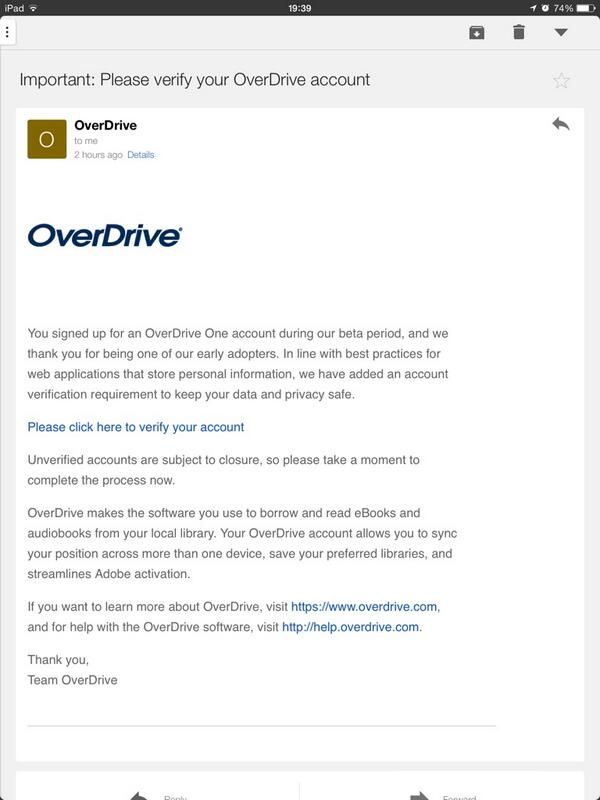 iPad 19:39 74%
Important: Please verify your OverDrive account
O
OverDrive
to me
2 hours ago Details
OverDrive®
You signed up for an OverDrive One account during our beta period, and we
thank you for being one of our early adopters. In line with best practices for
web applications that store personal information, we have added an account
verification requirement to keep your data and privacy safe.
Please click here to verify your account
Unverified accounts are subject to closure, so please take a moment to
complete the process now.
OverDrive makes the software you use to borrow and read eBooks and
audiobooks from your local library. Your OverDrive account allows you to sync
your position across more than one device, save your preferred libraries, and
streamlines Adobe activation.
If you want to learn more about OverDrive, visit https://www.overdrive.com,
and for help with the OverDrive software, visit http://help.overdrive.com.
Thank you,
Team OverDrive
Reply Forward